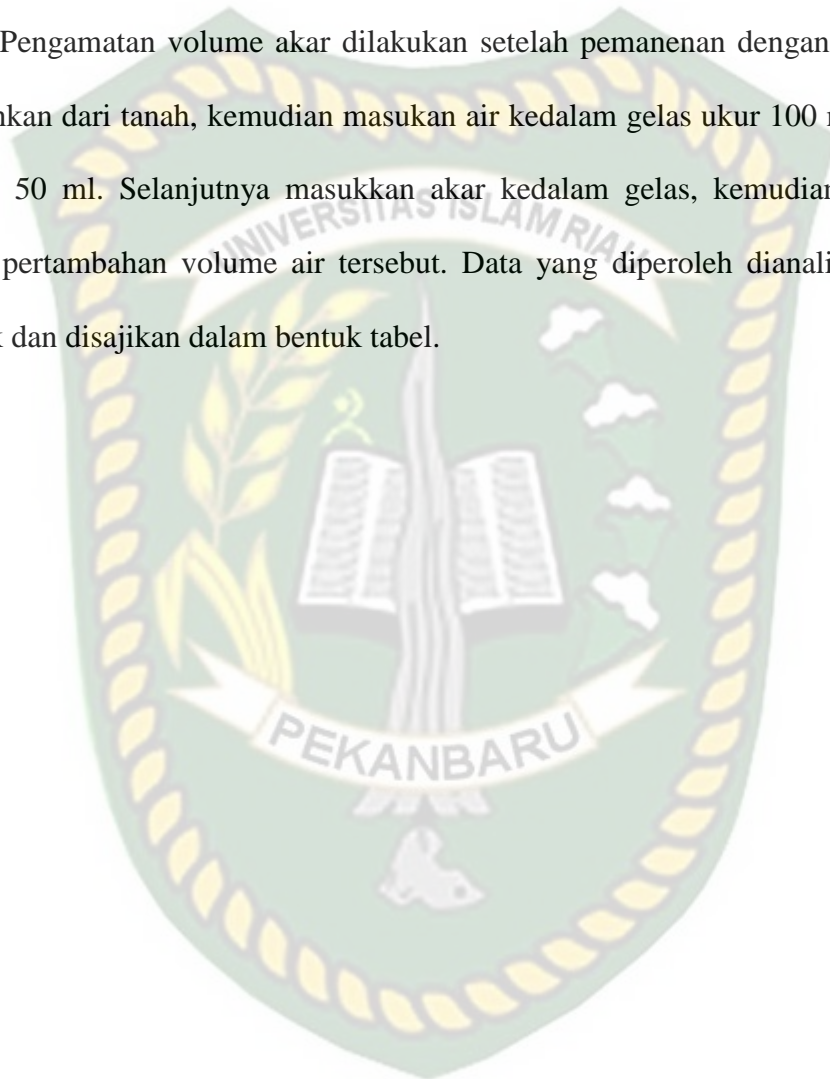 Pengamatan volume akar dilakukan setelah pemanenan dengan
nkan dari tanah, kemudian masukan air kedalam gelas ukur 100
50 ml. Selanjutnya masukkan akar kedalam gelas, kemudian
pertambahan volume air tersebut. Data yang diperoleh dianali
k dan disajikan dalam bentuk tabel.
UNIVERSITAS ISLAM RIAU
PEKANBARU